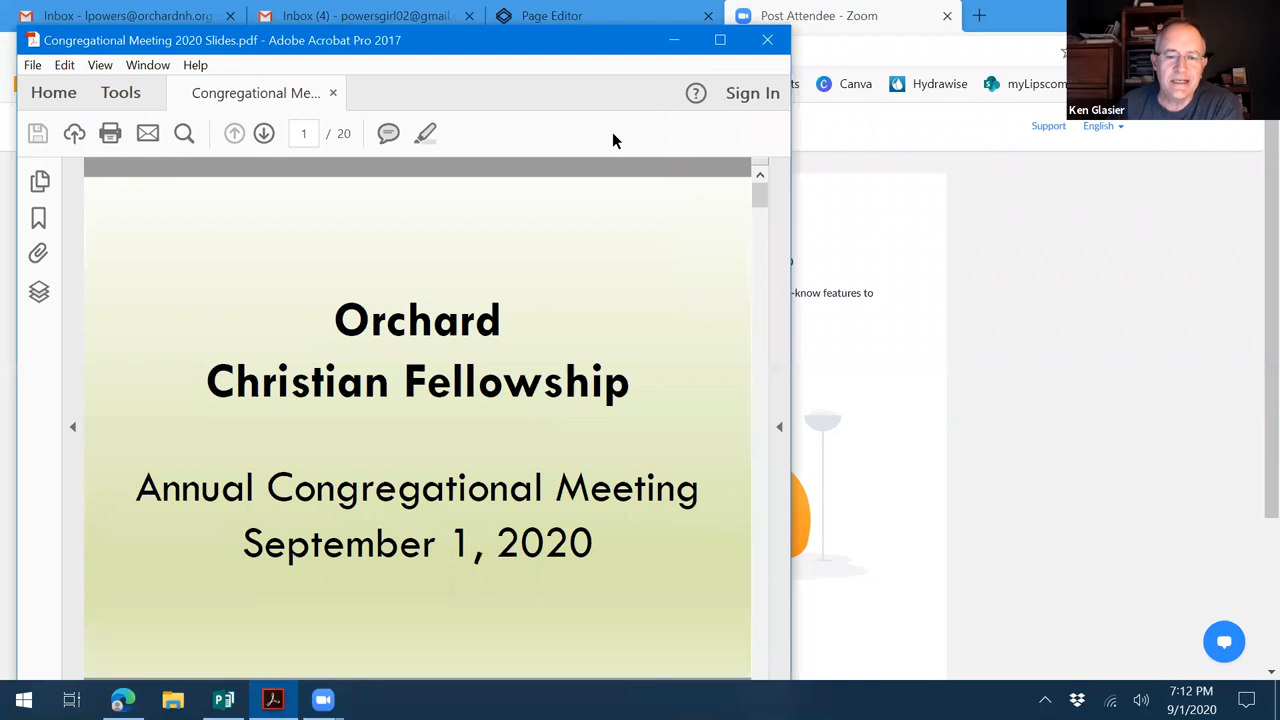 Inbox (31) - lpowers@orchardnh.org
Inbox (4) - lpowersgirl02@gmail
Page Editor
Post Attendee - Zoom
Congregational Meeting 2020 Slides.pdf - Adobe Acrobat Pro 2017
File Edit View Window Help
Home Tools Congregational Me... Sign In
1 / 20
Canva Hydrawise myLipscom
Ken Glasier
Support English
-know features to
Orchard
Christian Fellowship
Annual Congregational Meeting
September 1, 2020
7:12 PM
9/1/2020